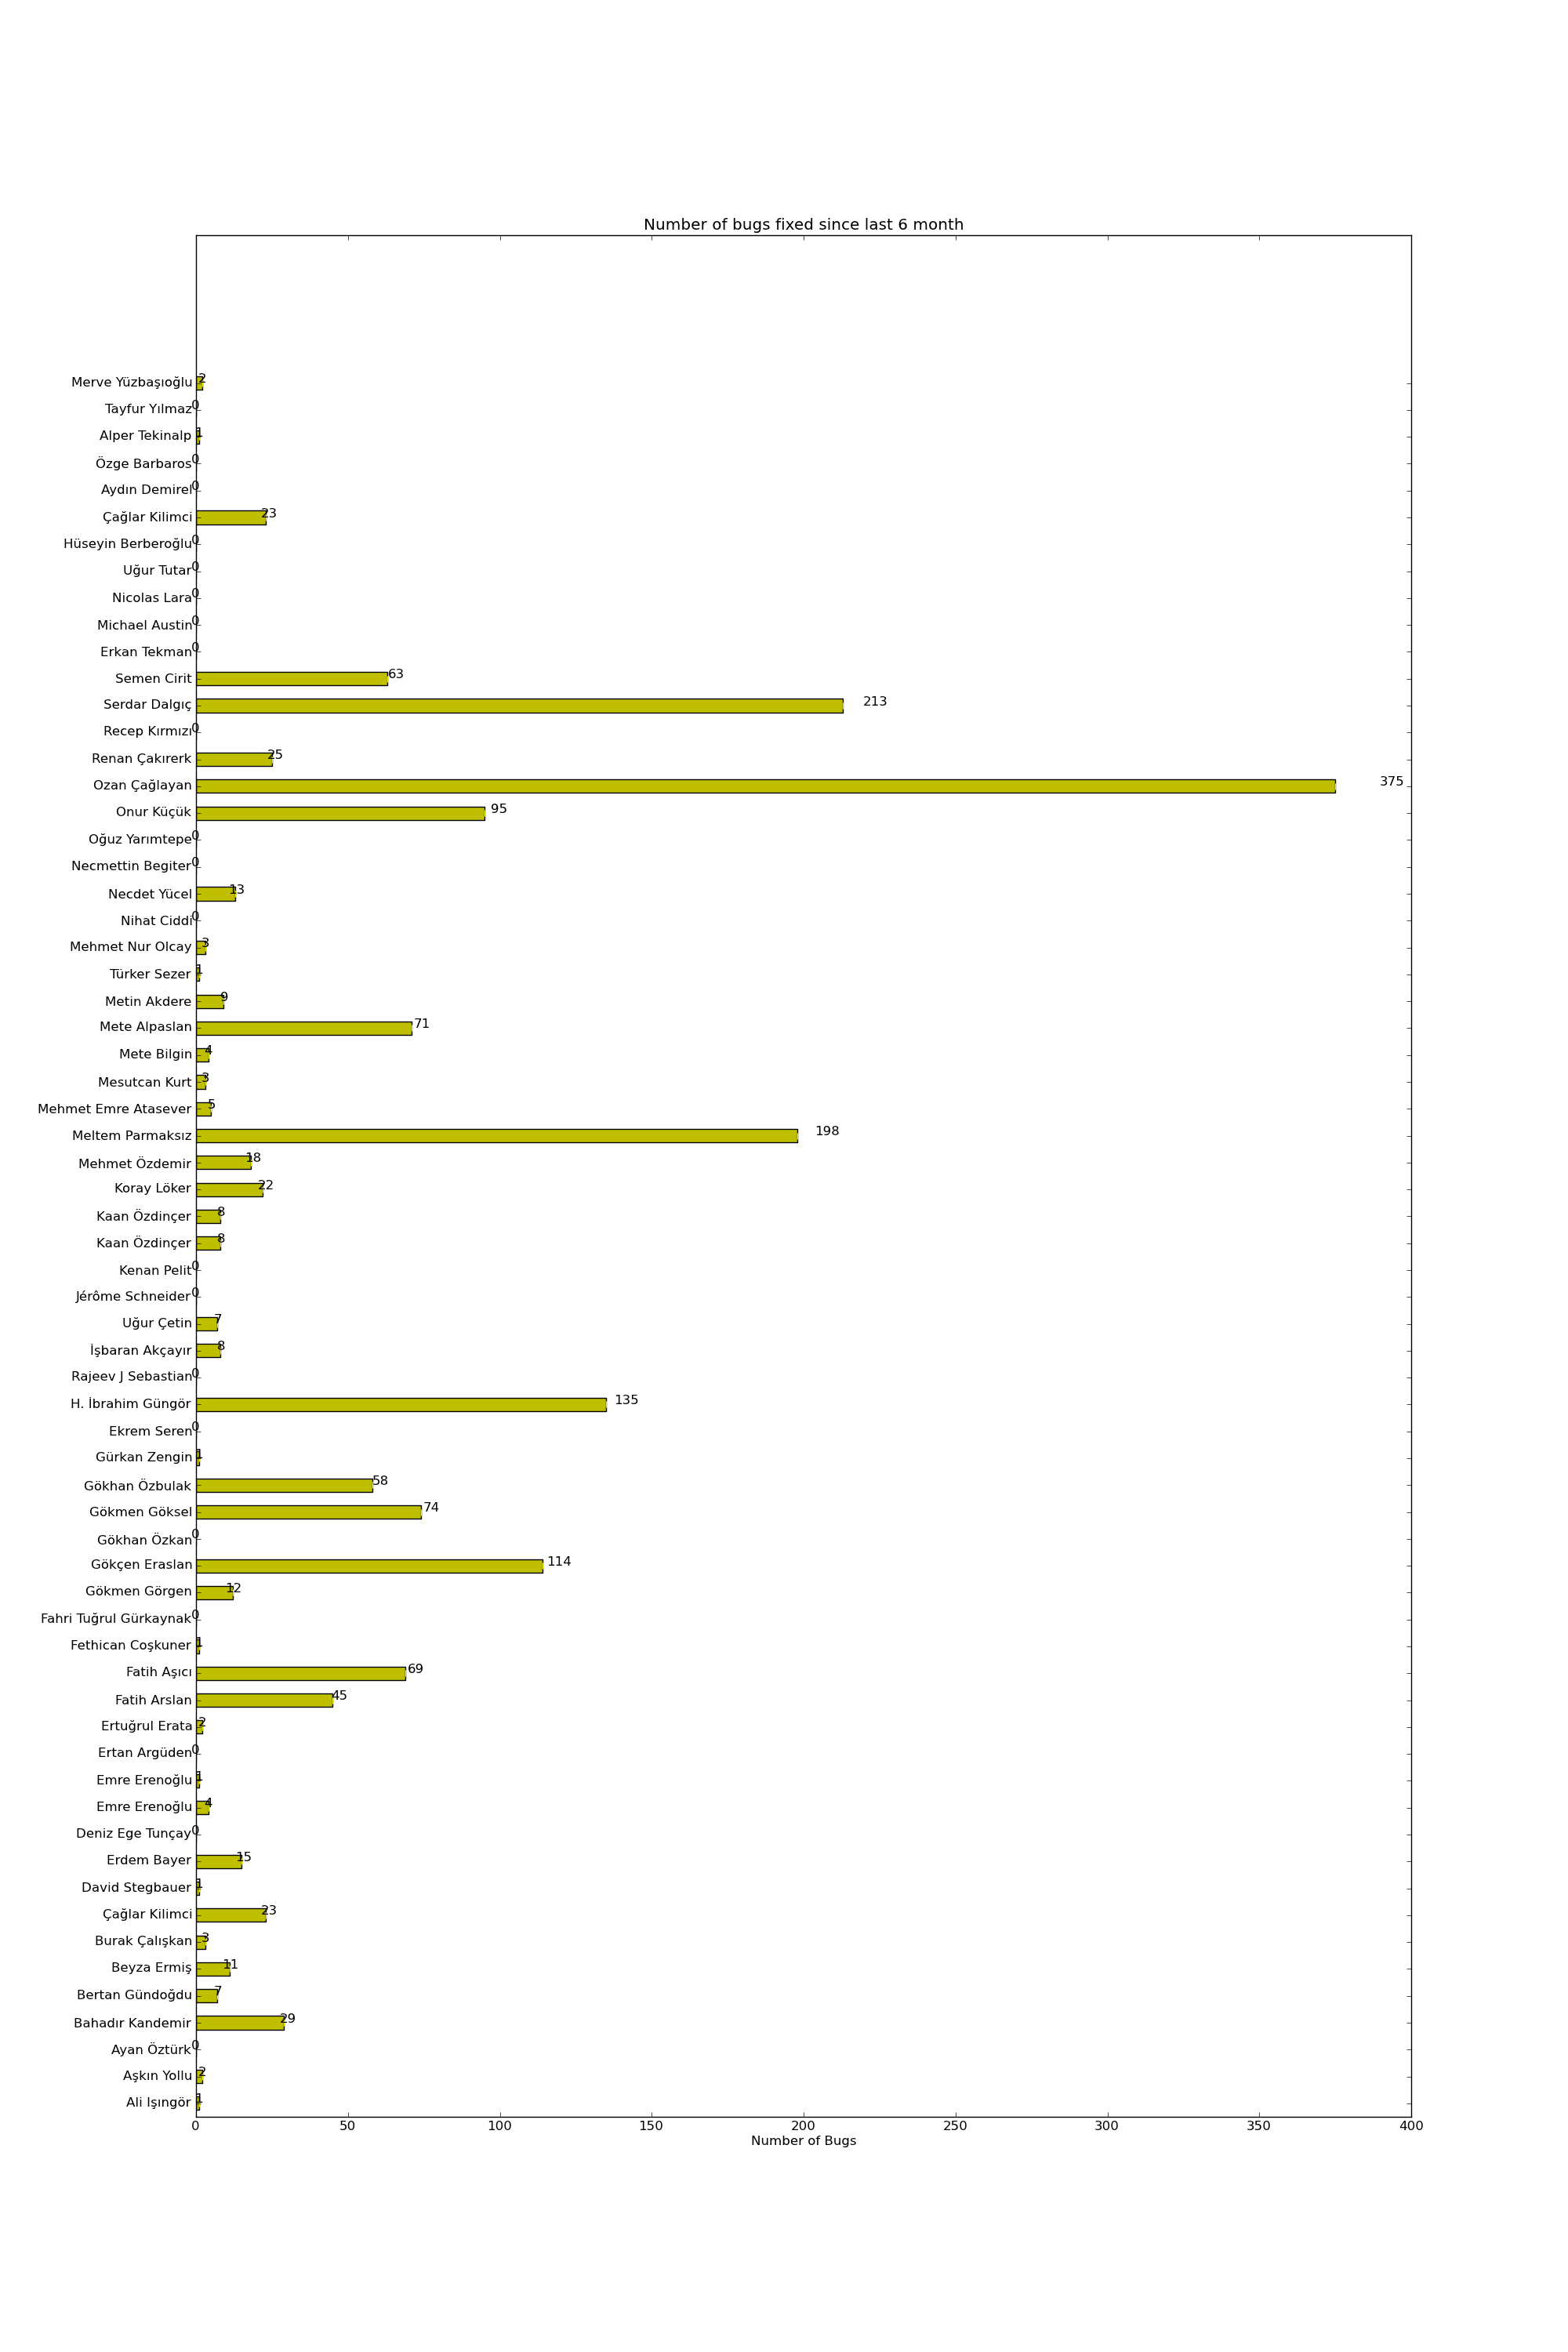 Number of bugs fixed since last 6 month
Merve Yüzbaşıoğlu 2
Tayfur Yılmaz 0
Alper Tekinalp 1
Özge Barbaros 0
Aydın Demirel 0
Çağlar Kilimci 23
Hüseyin Berberoğlu 0
Uğur Tutar 0
Nicolas Lara 0
Michael Austin 0
Erkan Tekman 0
Semen Cirit 63
Serdar Dalgıç 213
Recep Kırmızı 0
Renan Çakırerk 25
Ozan Çağlayan 375
Onur Küçük 95
Oğuz Yarımtepe 0
Necmettin Begiter 0
Necdet Yücel 13
Nihat Ciddi 0
Mehmet Nur Olcay 3
Türker Sezer 1
Metin Akdere 9
Mete Alpaslan 71
Mete Bilgin 4
Mesutcan Kurt 3
Mehmet Emre Atasever 5
Meltem Parmaksız 198
Mehmet Özdemir 18
Koray Löker 22
Kaan Özdinçer 8
Kaan Özdinçer 8
Kenan Pelit 0
Jérôme Schneider 0
Uğur Çetin 7
İşbaran Akçayır 8
Rajeev J Sebastian 0
H. İbrahim Güngör 135
Ekrem Seren 0
Gürkan Zengin 1
Gökhan Özbulak 58
Gökmen Göksel 74
Gökhan Özkan 0
Gökçen Eraslan 114
Gökmen Görgen 12
Fahri Tuğrul Gürkaynak 0
Fethican Coşkuner 1
Fatih Aşıcı 69
Fatih Arslan 45
Ertuğrul Erata 2
Ertan Argüden 0
Emre Erenoğlu 1
Emre Erenoğlu 4
Deniz Ege Tunçay 0
Erdem Bayer 15
David Stegbauer 1
Çağlar Kilimci 23
Burak Çalışkan 3
Beyza Ermiş 11
Bertan Gündoğdu 7
Bahadır Kandemir 29
Ayan Öztürk 0
Aşkın Yollu 2
Ali Işıngör 1
0 50 100 150 200 250 300 350 400
Number of Bugs